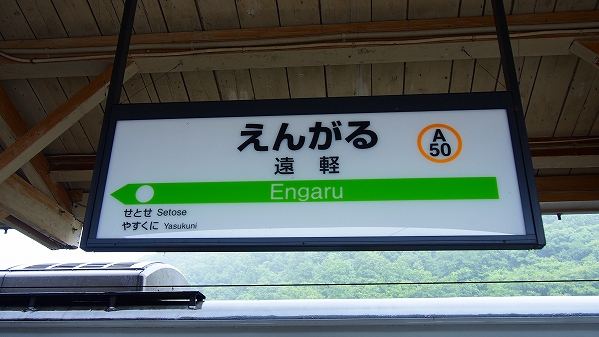 えんがる
遠軽
A
50
Engaru
せとせ Setose
やすくに Yasukuni